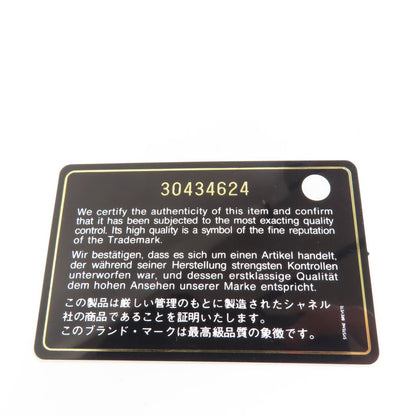 30434624
We certify the authenticity of this item and confirm
that it has been subjected to the most exacting quality
control. Its high quality is a symbol of the fine reputation
of the Trademark.
Wir bestätigen, dass es sich um einen Artikel handelt,
der während seiner Herstellung strengsten Kontrollen
unterworfen war, und dessen erstklassige Qualität
dem hohen Ansehen unserer Marke entspricht.
この製品は厳しい管理のもとに製造されたシャネル
社の商品であることを証明いたします。
このブランド・マークは最高級品質の象徴です。